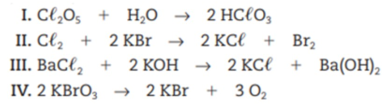 I. Cℓ₂O₅ + H₂O → 2 HCℓO₃
II. Cℓ₂ + 2 KBr → 2 KCℓ + Br₂
III. BaCℓ₂ + 2 KOH → 2 KCℓ + Ba(OH)₂
IV. 2 KBrO₃ → 2 KBr + 3 O₂